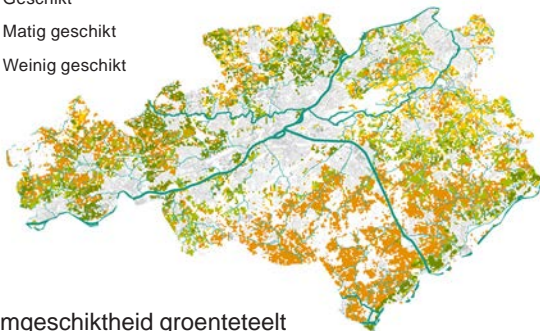 Geschikt
Matig geschikt
Weinig geschikt
mgeschiktheid groenteteelt